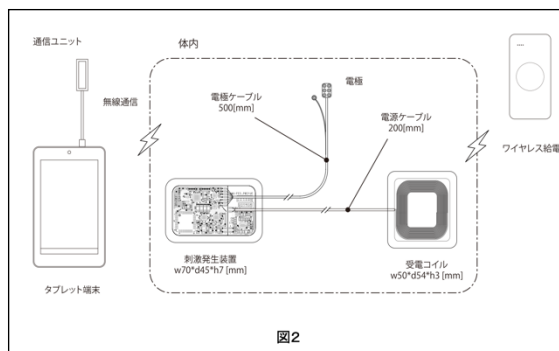 通信ユニット
無線通信
タブレット端末
体内
電極
電極ケーブル
500[mm]
電源ケーブル
200[mm]
刺激発生装置
w70*d45*h7 [mm]
受電コイル
w50*d54*h3 [mm]
ワイヤレス給電
図2